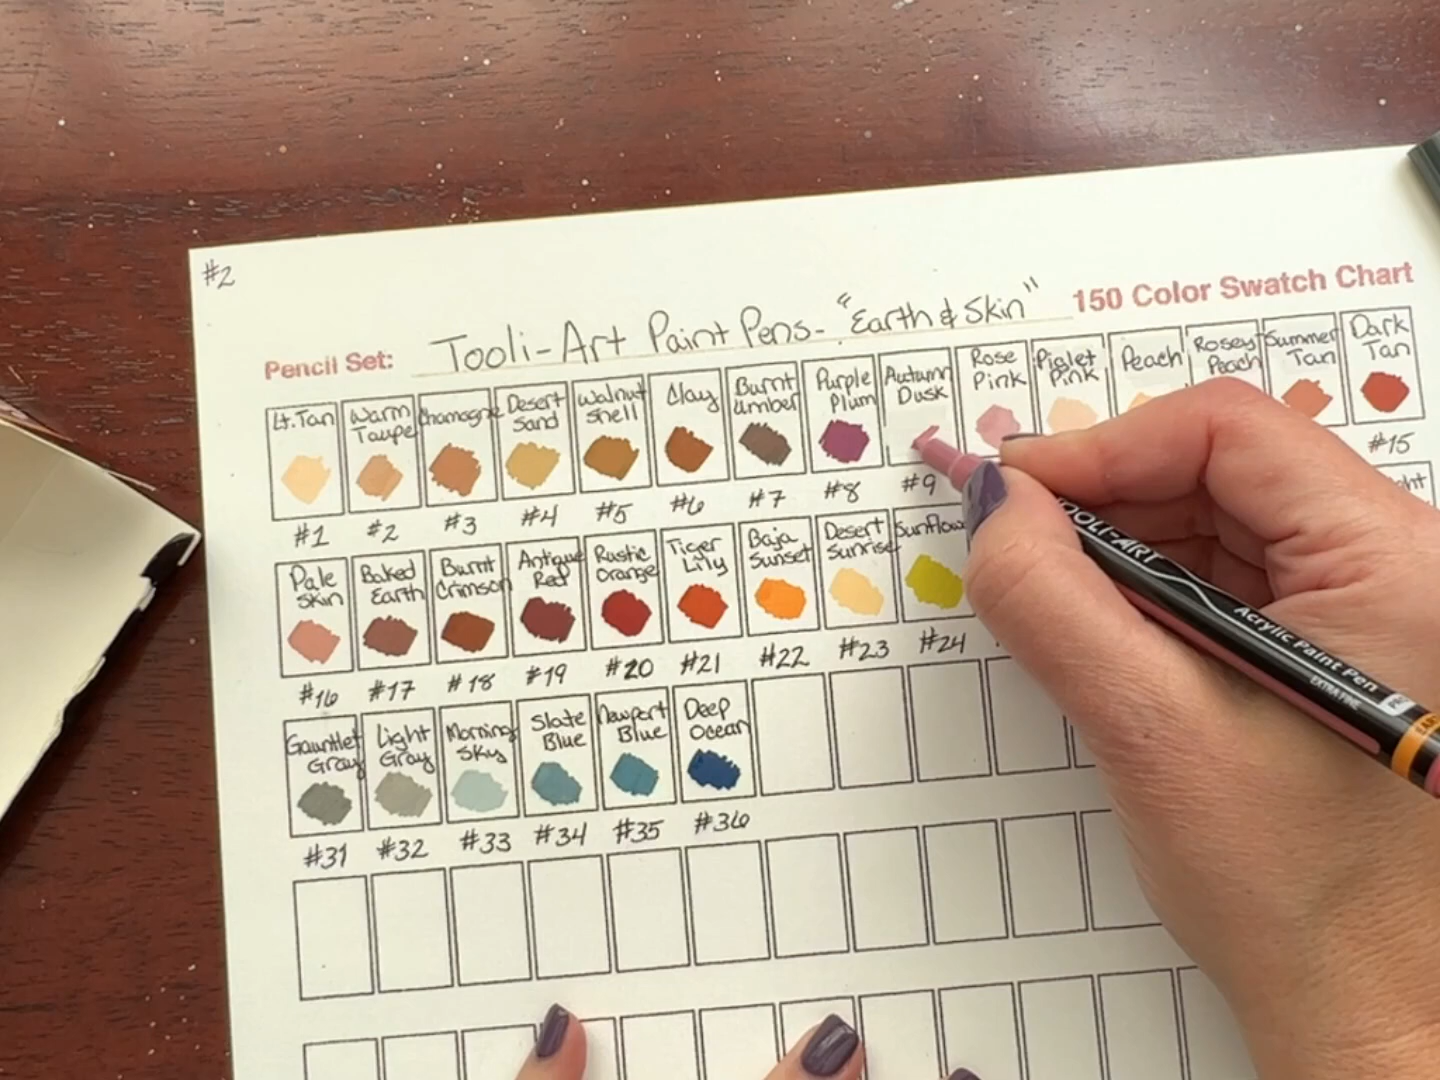 #2
Pencil Set: Tooli-Art Paint Pens- "Earth & Skin" 150 Color Swatch Chart
Lt. Tan
Warm
Taupe
Chamagne
Desert
Sand
Walnut
Shell
Clay
Burnt
Umber
Purple
Plum
Autumn
Dusk
Rose
Pink
Piglet
Pink
Peach
Rosey
Peach
Summer
Tan
Dark
Tan
#1 #2 #3 #4 #5 #6 #7 #8 #9 #15
Pale
Skin
Baked
Earth
Burnt
Crimson
Antique
Red
Rustic
Orange
Tiger
Lily
Baja
Sunset
Desert
Sunrise
#16 #17 #18 #19 #20 #21 #22 #23 #24
Gauntlet
Gray
Light
Gray
Morning
Sky
Slate
Blue
Newport
Blue
Deep
Ocean
#31 #32 #33 #34 #35 #36
TOOLI-ART
Acrylic Paint Pen
EXTRA FINE